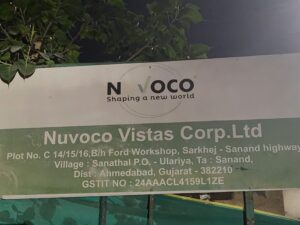 NUVOCO
Shaping a new world
Nuvoco Vistas Corp.Ltd
Plot No. C 14/15/16,B/h Ford Workshop, Sarkhej - Sanand highway
Village : Sanathal P.O. - Ulariya, Ta : Sanand,
Dist : Ahmedabad, Gujarat - 382210
GSTIT NO : 24AAACL4159L1ZE